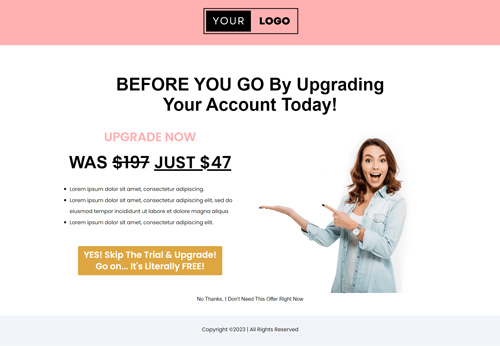 YOUR LOGO
BEFORE YOU GO By Upgrading
Your Account Today!
UPGRADE NOW
WAS $197 JUST $47
Lorem ipsum dolor sit amet, consectetur adipiscing.
Lorem ipsum dolor sit amet, consectetur adipiscing elit, sed do
eiusmod tempor incididunt ut labore et dolore magna aliqua
Lorem ipsum dolor sit amet, consectetur adipiscing elit.
YES! Skip The Trial & Upgrade!
Go on... It's Literally FREE!
No Thanks, I Don't Need This Offer Right Now
Copyright ©2023 | All Rights Reserved